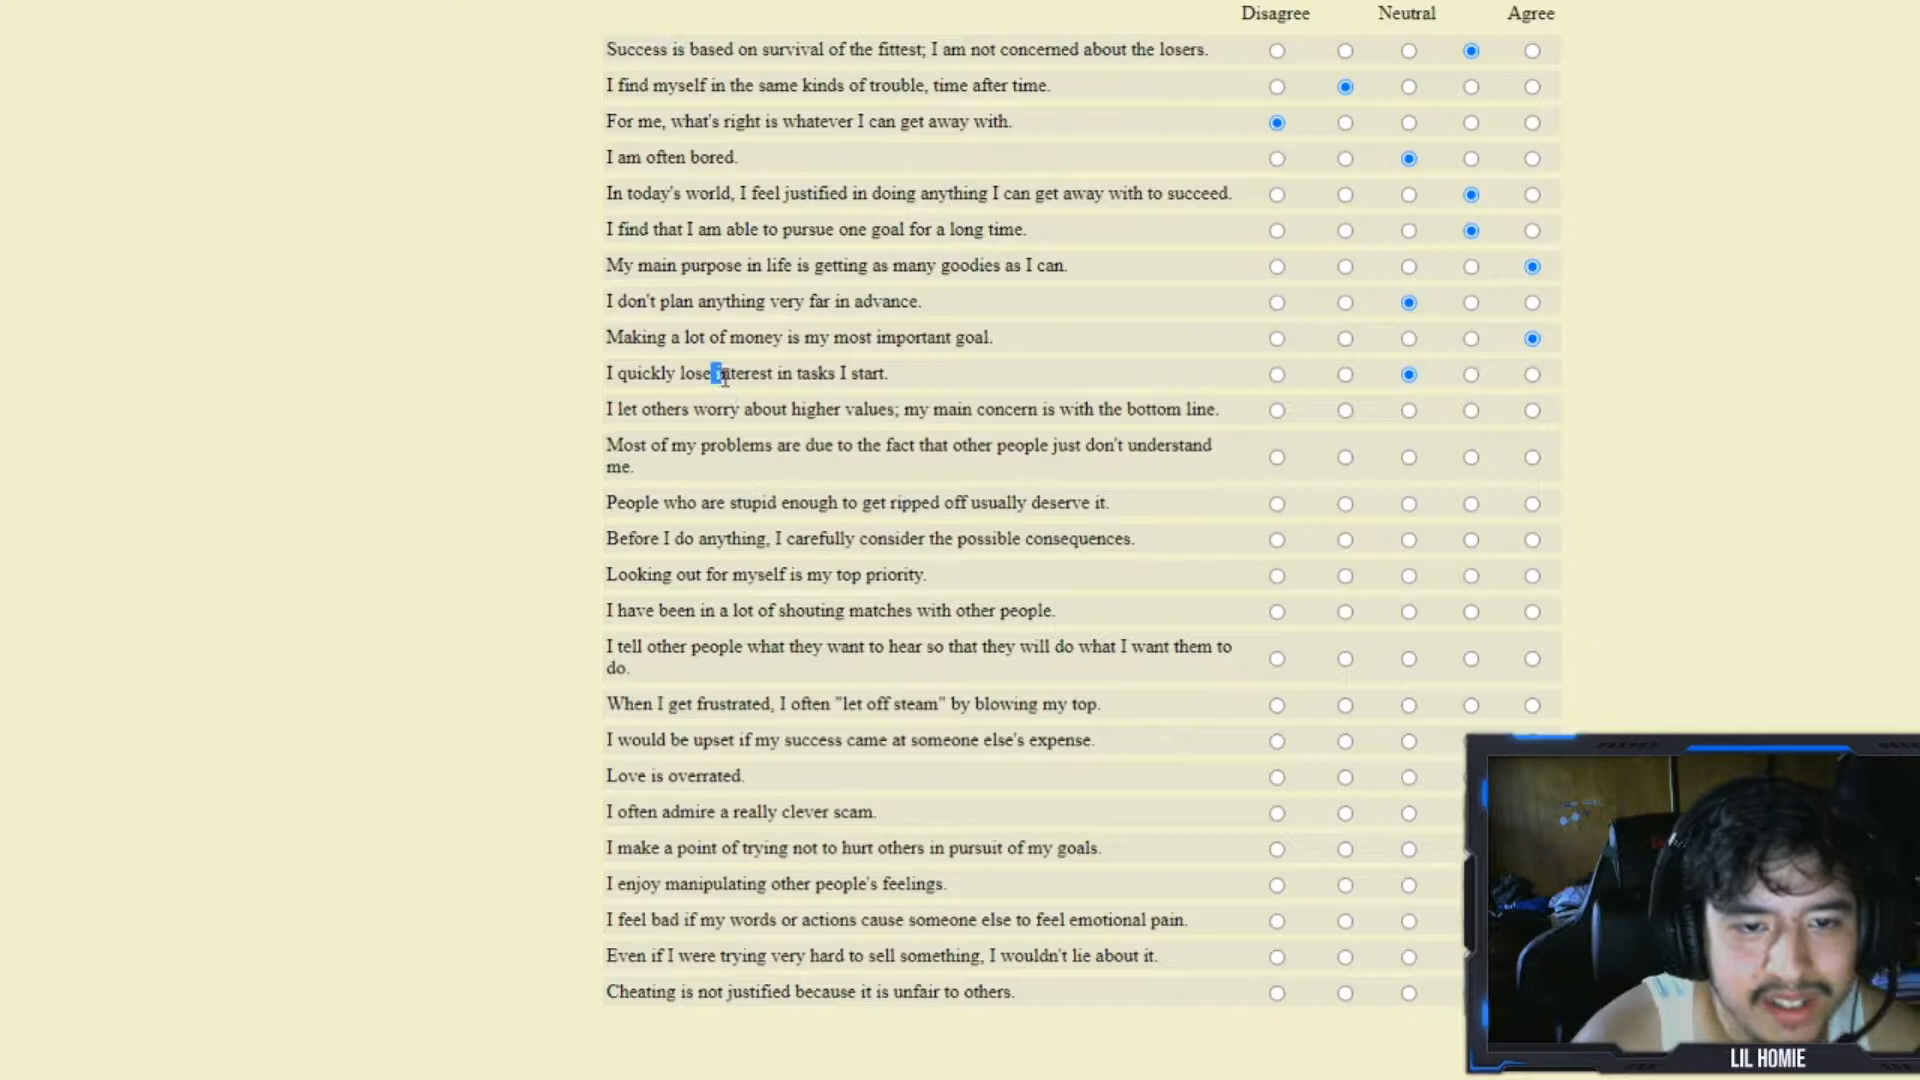 Disagree Neutral Agree
Success is based on survival of the fittest; I am not concerned about the losers.
I find myself in the same kinds of trouble, time after time.
For me, what's right is whatever I can get away with.
I am often bored.
In today's world, I feel justified in doing anything I can get away with to succeed.
I find that I am able to pursue one goal for a long time.
My main purpose in life is getting as many goodies as I can.
I don't plan anything very far in advance.
Making a lot of money is my most important goal.
I quickly lose interest in tasks I start.
I let others worry about higher values; my main concern is with the bottom line.
Most of my problems are due to the fact that other people just don't understand
me.
People who are stupid enough to get ripped off usually deserve it.
Before I do anything, I carefully consider the possible consequences.
Looking out for myself is my top priority.
I have been in a lot of shouting matches with other people.
I tell other people what they want to hear so that they will do what I want them to
do.
When I get frustrated, I often "let off steam" by blowing my top.
I would be upset if my success came at someone else's expense.
Love is overrated.
I often admire a really clever scam.
I make a point of trying not to hurt others in pursuit of my goals.
I enjoy manipulating other people's feelings.
I feel bad if my words or actions cause someone else to feel emotional pain.
Even if I were trying very hard to sell something, I wouldn't lie about it.
Cheating is not justified because it is unfair to others.
LIL HOMIE